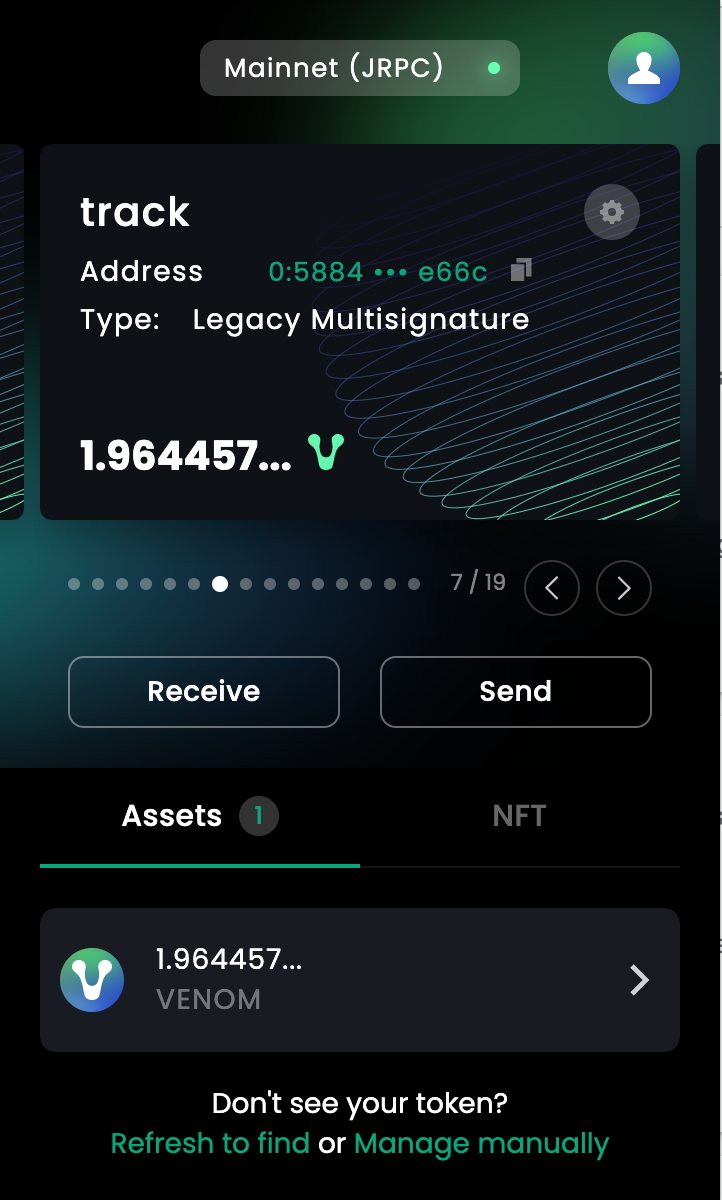 Mainnet (JRPC)
track
Address 0:5884 ••• e66c
Type: Legacy Multisignature
1.964457...
7 / 19
Receive Send
Assets 1 NFT
1.964457...
VENOM
Don't see your token?
Refresh to find or Manage manually